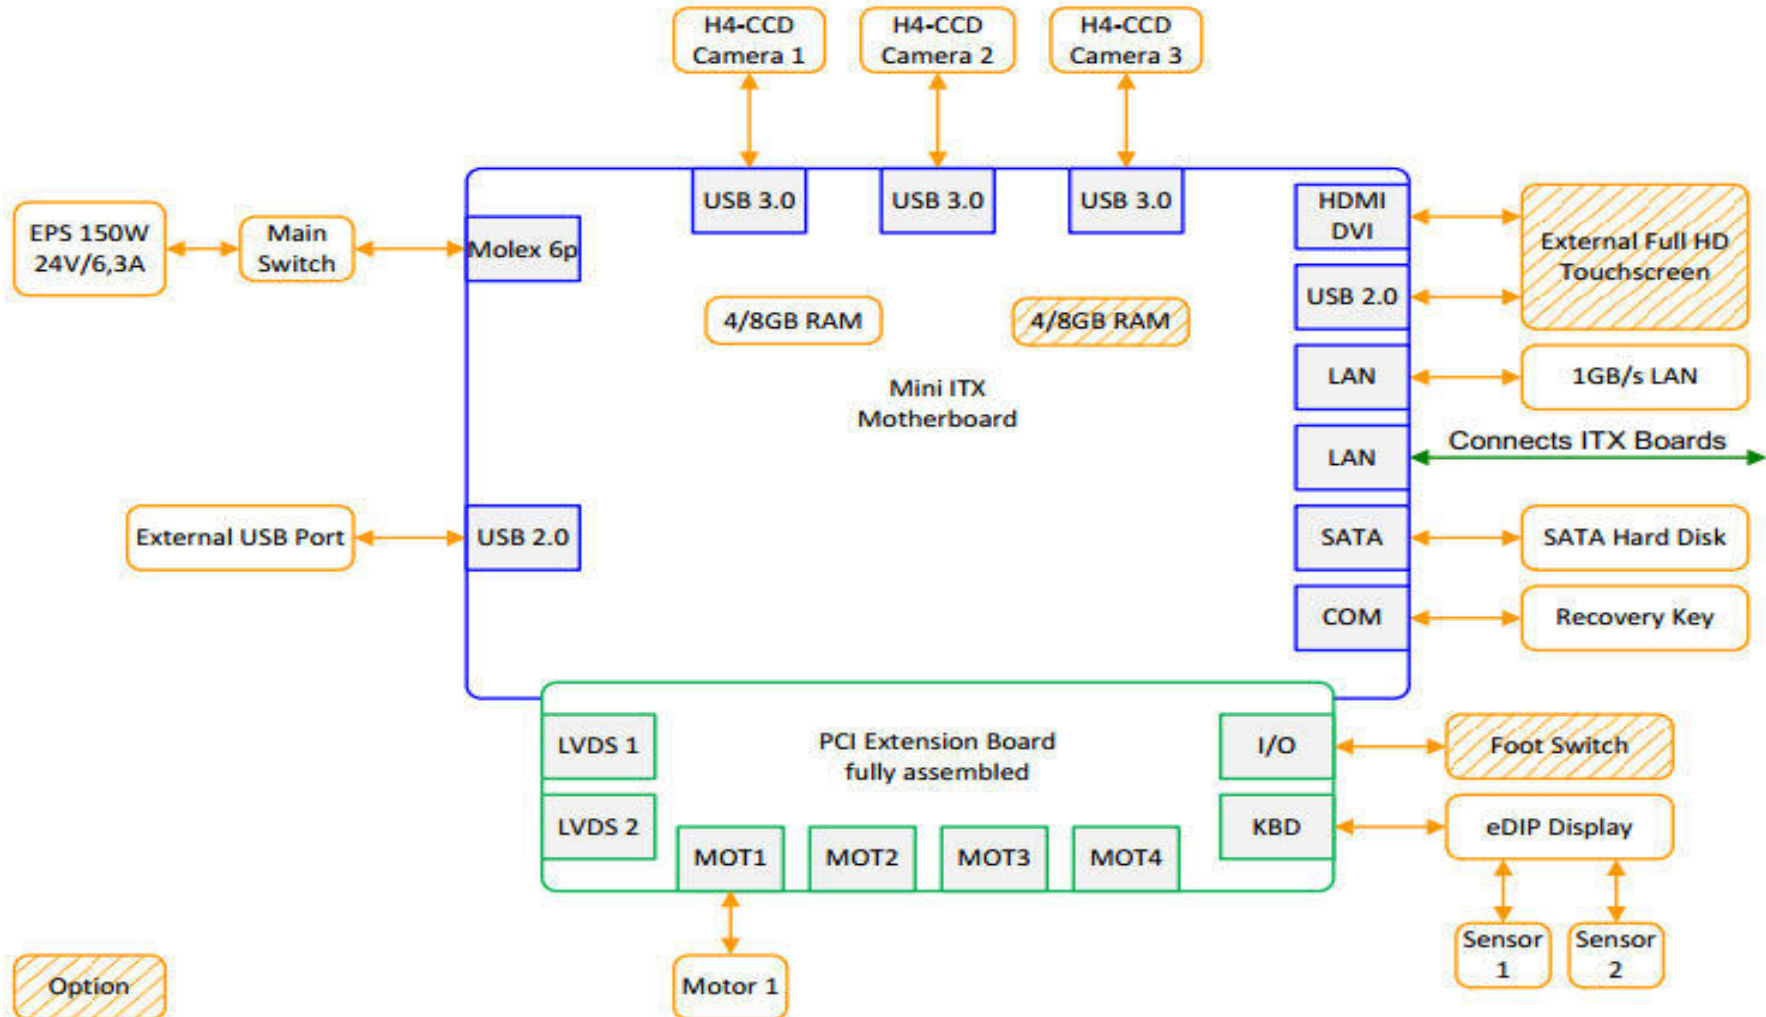 H4-CCD
Camera 1
H4-CCD
Camera 2
H4-CCD
Camera 3
USB 3.0
USB 3.0
USB 3.0
HDMI
DVI
EPS 150W
24V/6,3A
Main
Switch
Molex 6p
External Full HD
Touchscreen
USB 2.0
4/8GB RAM
4/8GB RAM
Mini ITX
Motherboard
LAN
1GB/s LAN
LAN
Connects ITX Boards
External USB Port
USB 2.0
SATA
SATA Hard Disk
COM
Recovery Key
LVDS 1
PCI Extension Board
fully assembled
I/O
Foot Switch
LVDS 2
KBD
eDIP Display
MOT1
MOT2
MOT3
MOT4
Sensor
1
Sensor
2
Option
Motor 1